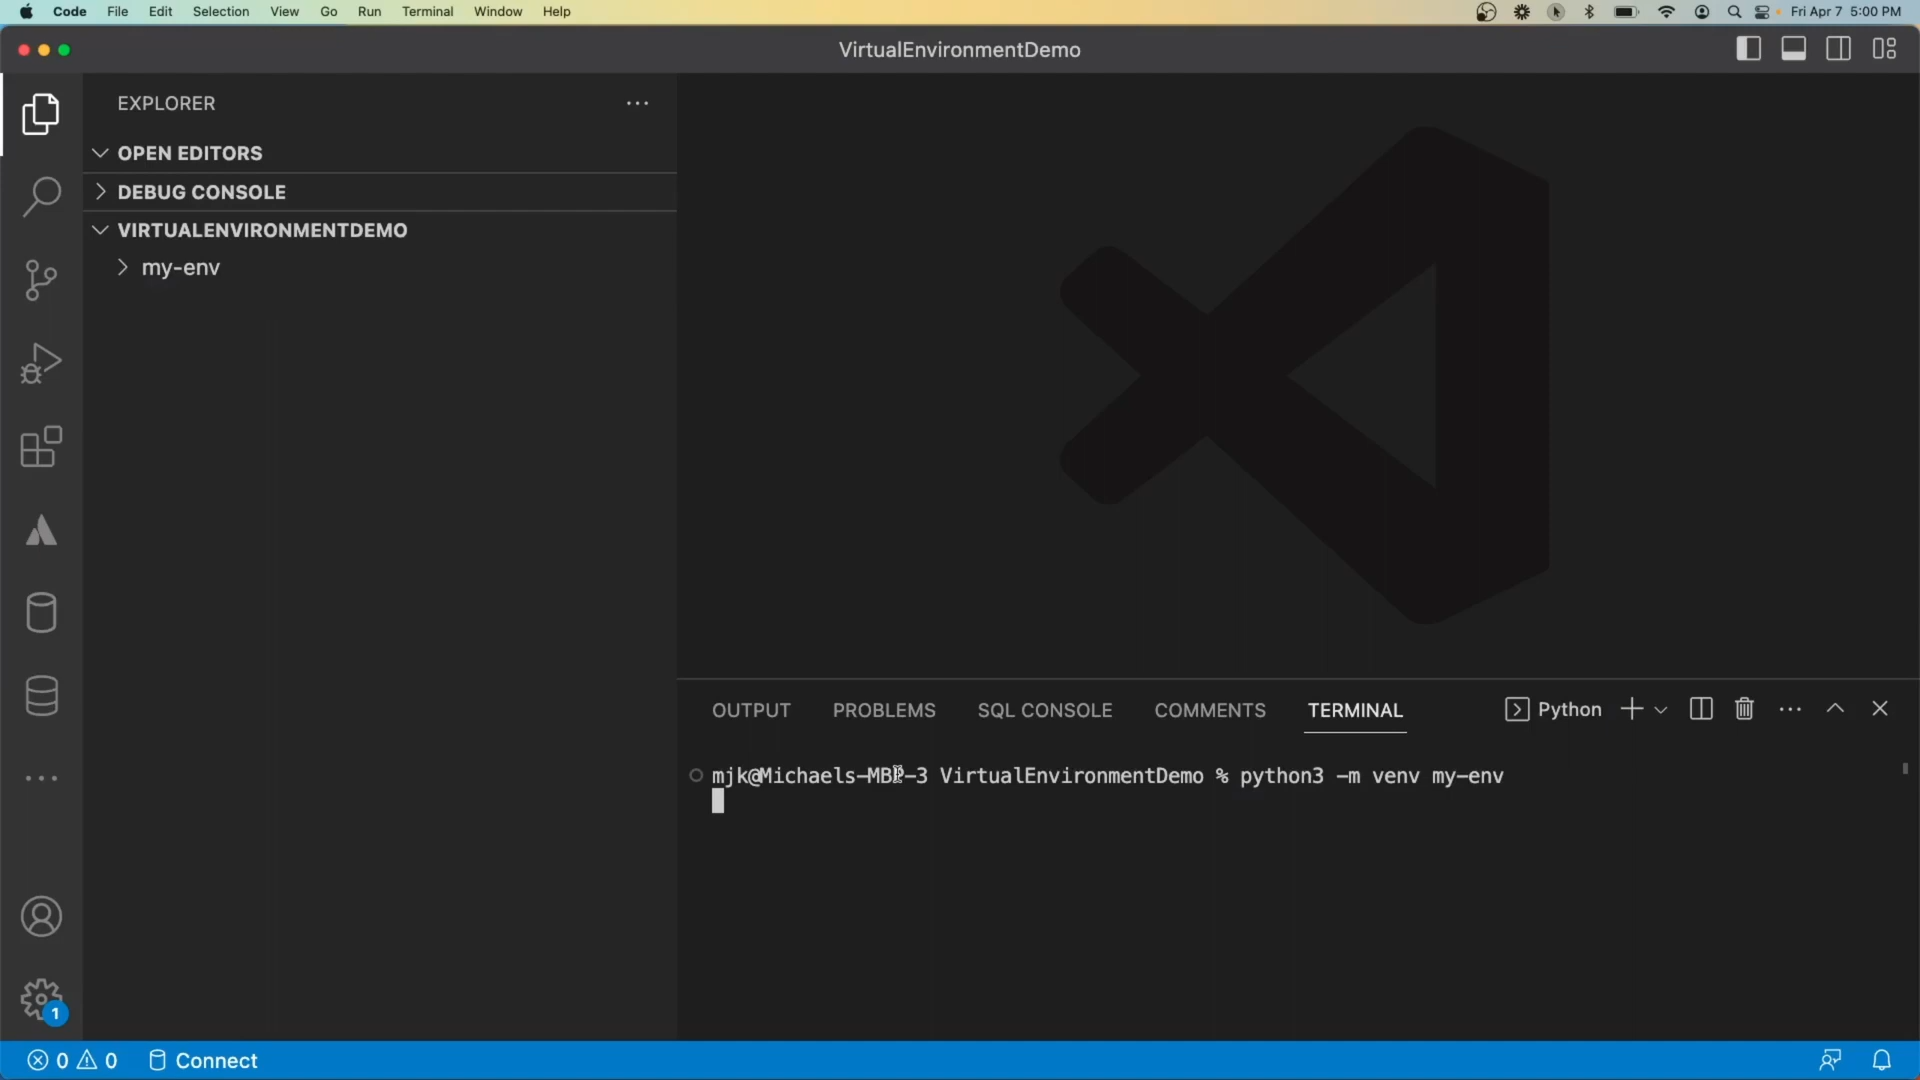 Code File Edit Selection View Go Run Terminal Window Help Fri Apr 7 5:00 PM
VirtualEnvironmentDemo
EXPLORER
OPEN EDITORS
DEBUG CONSOLE
VIRTUALENVIRONMENTDEMO
my-env
OUTPUT PROBLEMS SQL CONSOLE COMMENTS TERMINAL Python
mjk@Michaels-MBP-3 VirtualEnvironmentDemo % python3 -m venv my-env
1
0 0 Connect